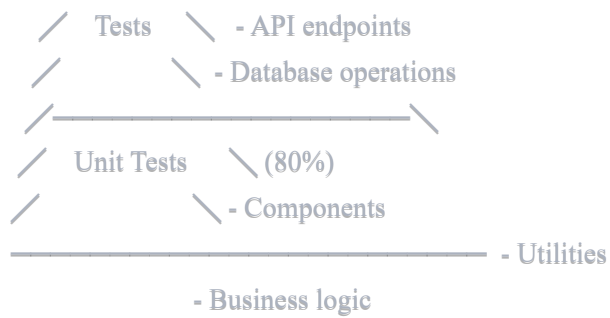 / Tests \ - API endpoints
/ \ - Database operations
/─────────────────\
/ Unit Tests \ (80%)
/ \ - Components
─────────────────────── - Utilities
- Business logic